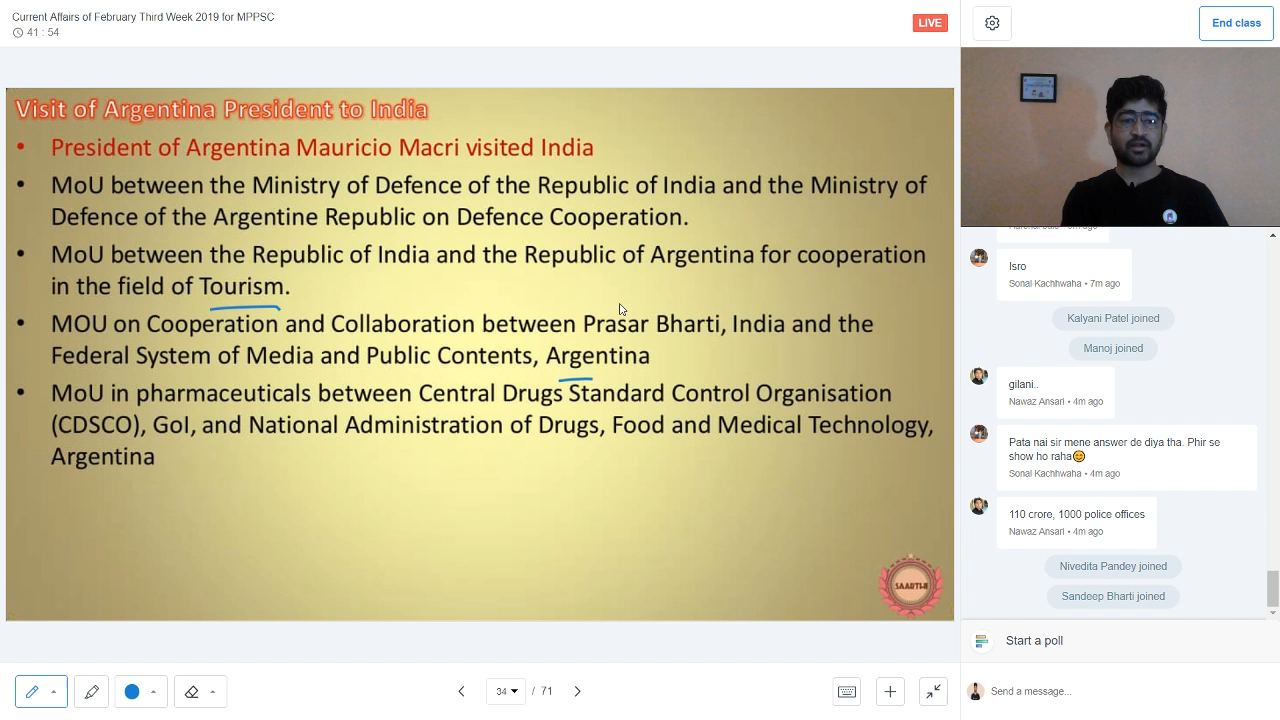 Current Affairs of February Third Week 2019 for MPPSC
41 : 54
LIVE
End class
Visit of Argentina President to India
• President of Argentina Mauricio Macri visited India
• MoU between the Ministry of Defence of the Republic of India and the Ministry of
Defence of the Argentine Republic on Defence Cooperation.
• MoU between the Republic of India and the Republic of Argentina for cooperation
in the field of Tourism.
• MOU on Cooperation and Collaboration between Prasar Bharti, India and the
Federal System of Media and Public Contents, Argentina
• MoU in pharmaceuticals between Central Drugs Standard Control Organisation
(CDSCO), GoI, and National Administration of Drugs, Food and Medical Technology,
Argentina
SAARTHI
Isro
Sonal Kachhwaha • 7m ago
Kalyani Patel joined
Manoj joined
gilani..
Nawaz Ansari • 4m ago
Pata nai sir mene answer de diya tha. Phir se
show ho raha😊
Sonal Kachhwaha • 4m ago
110 crore, 1000 police offices
Nawaz Ansari • 4m ago
Nivedita Pandey joined
Sandeep Bharti joined
Start a poll
34 / 71
Send a message...